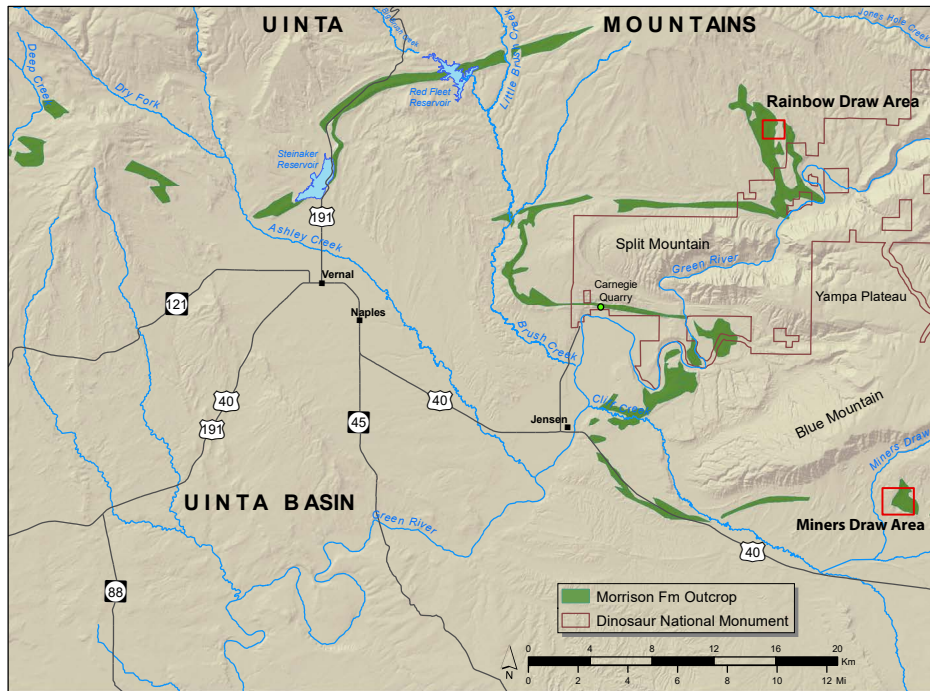 UINTA MOUNTAINS
Jones Hole Creek
Big Brush Creek
Little Brush Creek
Deep Creek
Dry Fork
Red Fleet
Reservoir
Rainbow Draw Area
Steinaker
Reservoir
191
Ashley Creek
Split Mountain
Green River
Vernal
Carnegie
Quarry
Yampa Plateau
121
Naples
Brush Creek
40
191
45
40
Jensen
Cliff Creek
Blue Mountain
Miners Draw
UINTA BASIN
Green River
Miners Draw Area
40
88
Morrison Fm Outcrop
Dinosaur National Monument
N
0 4 8 12 16 20
Km
0 2 4 6 8 10 12 Mi